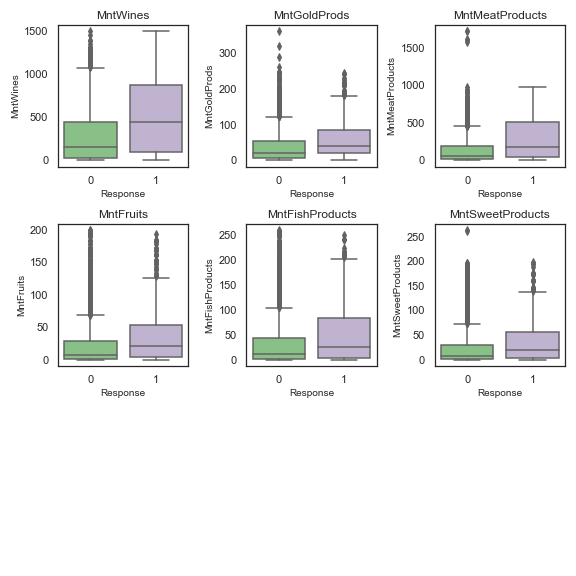 MntWines
MntGoldProds
MntMeatProducts
1500
1000
500
0
MntWines
300
200
100
0
MntGoldProds
1500
1000
500
0
MntMeatProducts
0 1
0 1
0 1
Response
Response
Response
MntFruits
MntFishProducts
MntSweetProducts
200
150
100
50
0
MntFruits
250
200
150
100
50
0
MntFishProducts
250
200
150
100
50
0
MntSweetProducts
0 1
0 1
0 1
Response
Response
Response